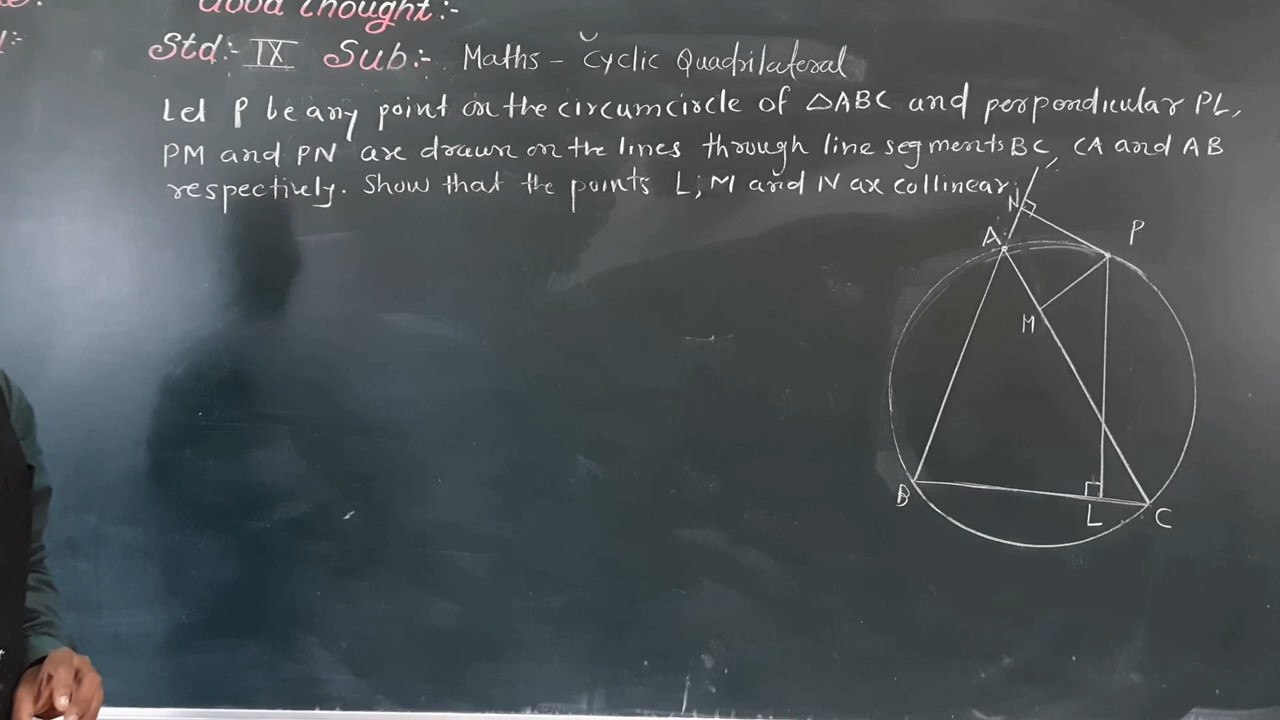 Good thought:-
Std:- IX Sub:- Maths - Cyclic Quadrilateral
Let P be any point on the circumcircle of △ABC and perpendicular PL,
PM and PN are drawn on the lines through line segments BC, CA and AB
respectively. Show that the points L, M and N ax collinear.
N
A
P
M
B
L
C